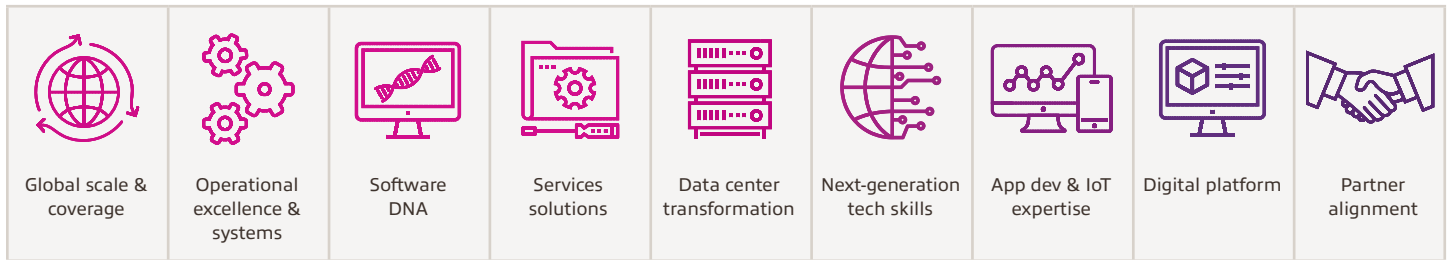 Global scale &
coverage
Operational
excellence &
systems
Software
DNA
Services
solutions
Data center
transformation
Next-generation
tech skills
App dev & IoT
expertise
Digital platform
Partner
alignment